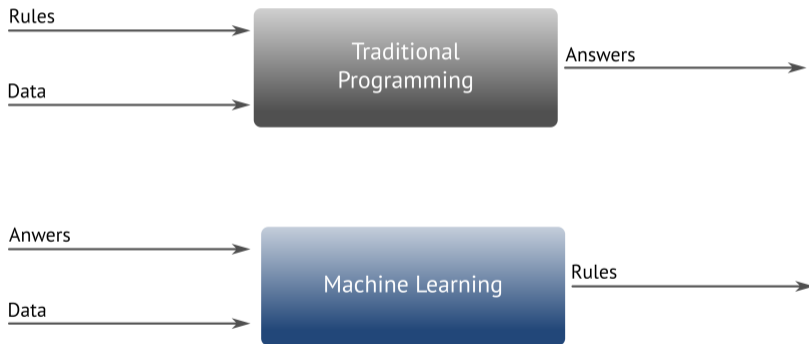 Rules
Traditional
Programming
Answers
Data
Anwers
Machine Learning
Rules
Data